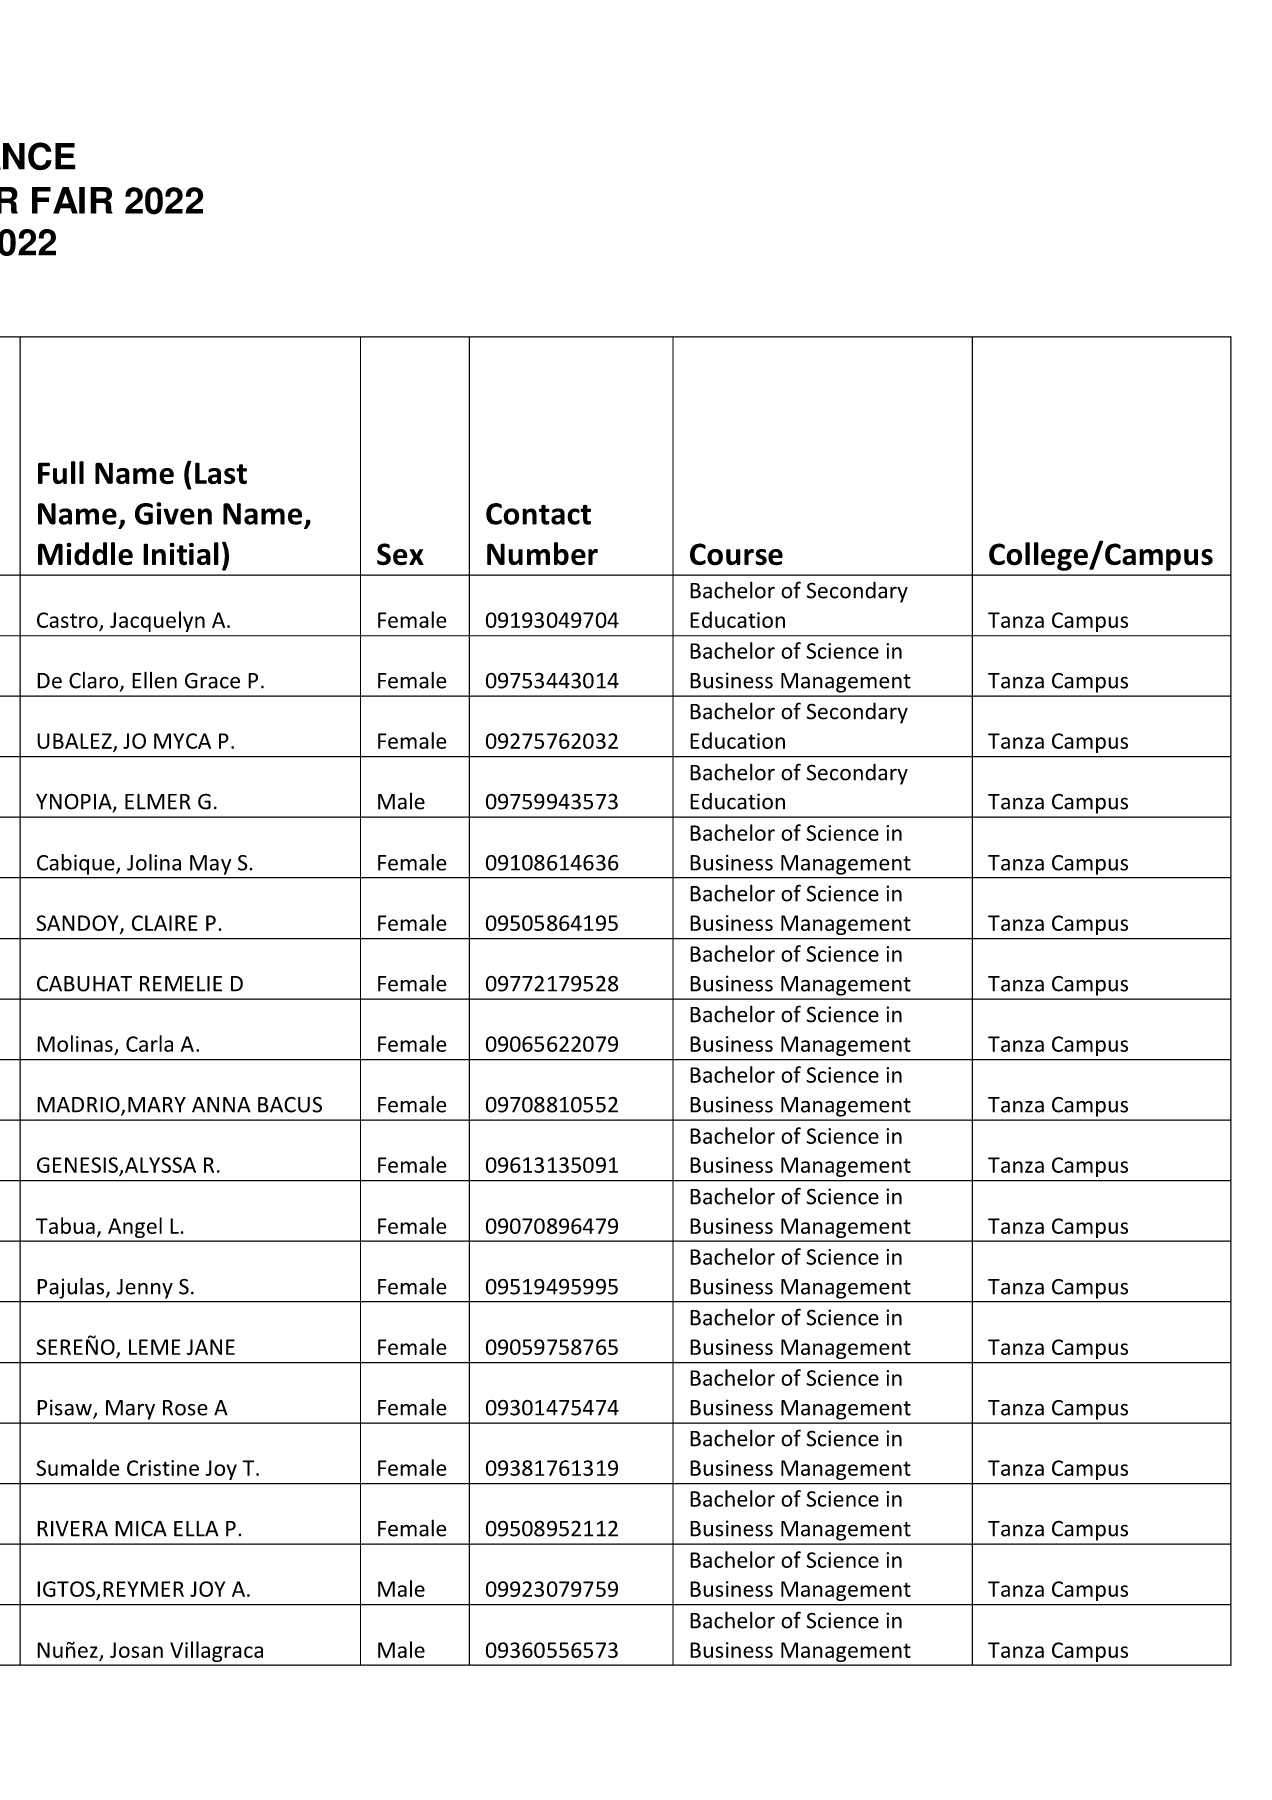 NCE
R FAIR 2022
022
Full Name (Last
Name, Given Name,
Middle Initial)
Sex
Contact
Number
Course
College/Campus
Castro, Jacquelyn A.
Female
09193049704
Bachelor of Secondary
Education
Tanza Campus
De Claro, Ellen Grace P.
Female
09753443014
Bachelor of Science in
Business Management
Tanza Campus
UBALEZ, JO MYCA P.
Female
09275762032
Bachelor of Secondary
Education
Tanza Campus
YNOPIA, ELMER G.
Male
09759943573
Bachelor of Secondary
Education
Tanza Campus
Cabique, Jolina May S.
Female
09108614636
Bachelor of Science in
Business Management
Tanza Campus
SANDOY, CLAIRE P.
Female
09505864195
Bachelor of Science in
Business Management
Tanza Campus
CABUHAT REMELIE D
Female
09772179528
Bachelor of Science in
Business Management
Tanza Campus
Molinas, Carla A.
Female
09065622079
Bachelor of Science in
Business Management
Tanza Campus
MADRIO,MARY ANNA BACUS
Female
09708810552
Bachelor of Science in
Business Management
Tanza Campus
GENESIS,ALYSSA R.
Female
09613135091
Bachelor of Science in
Business Management
Tanza Campus
Tabua, Angel L.
Female
09070896479
Bachelor of Science in
Business Management
Tanza Campus
Pajulas, Jenny S.
Female
09519495995
Bachelor of Science in
Business Management
Tanza Campus
SEREÑO, LEME JANE
Female
09059758765
Bachelor of Science in
Business Management
Tanza Campus
Pisaw, Mary Rose A
Female
09301475474
Bachelor of Science in
Business Management
Tanza Campus
Sumalde Cristine Joy T.
Female
09381761319
Bachelor of Science in
Business Management
Tanza Campus
RIVERA MICA ELLA P.
Female
09508952112
Bachelor of Science in
Business Management
Tanza Campus
IGTOS,REYMER JOY A.
Male
09923079759
Bachelor of Science in
Business Management
Tanza Campus
Nuñez, Josan Villagraca
Male
09360556573
Bachelor of Science in
Business Management
Tanza Campus